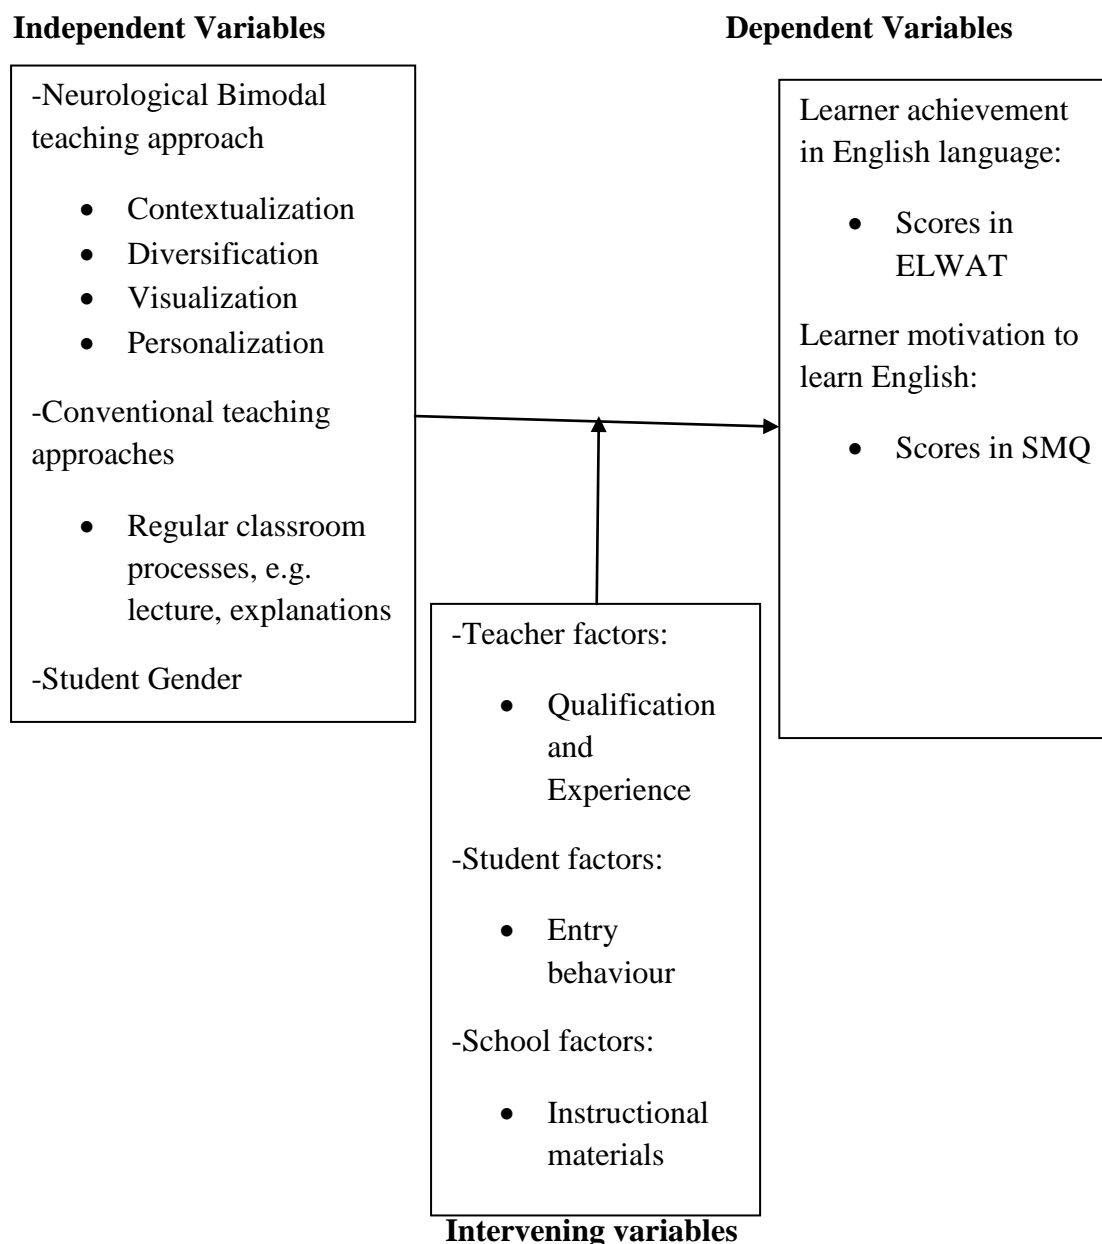 Independent Variables
Dependent Variables
-Neurological Bimodal
teaching approach
• Contextualization
• Diversification
• Visualization
• Personalization
-Conventional teaching
approaches
• Regular classroom
processes, e.g.
lecture, explanations
-Student Gender
Learner achievement
in English language:
• Scores in
ELWAT
Learner motivation to
learn English:
• Scores in SMQ
-Teacher factors:
• Qualification
and
Experience
-Student factors:
• Entry
behaviour
-School factors:
• Instructional
materials
Intervening variables